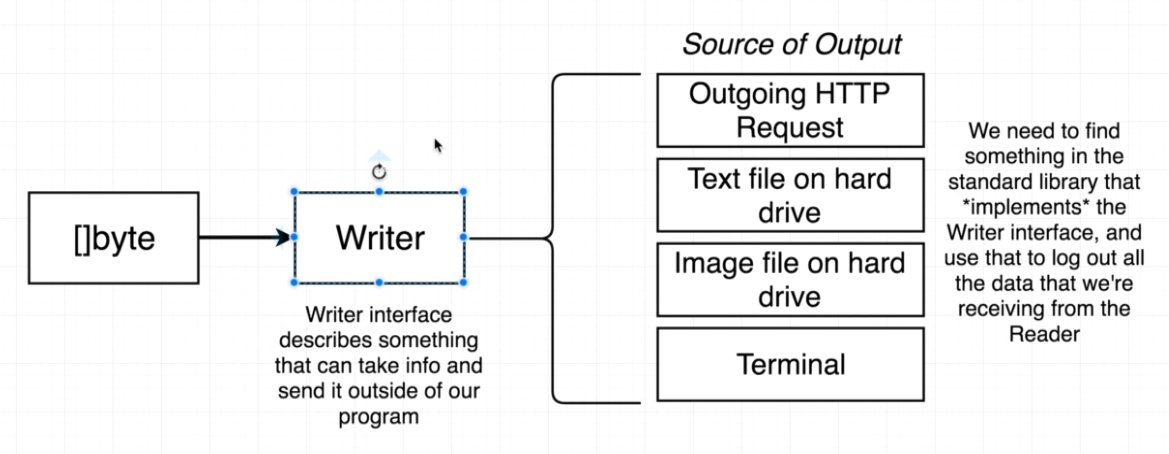 Source of Output
[]byte
Writer
Writer interface
describes something
that can take info and
send it outside of our
program
Outgoing HTTP
Request
Text file on hard
drive
Image file on hard
drive
Terminal
We need to find
something in the
standard library that
*implements* the
Writer interface, and
use that to log out all
the data that we're
receiving from the
Reader